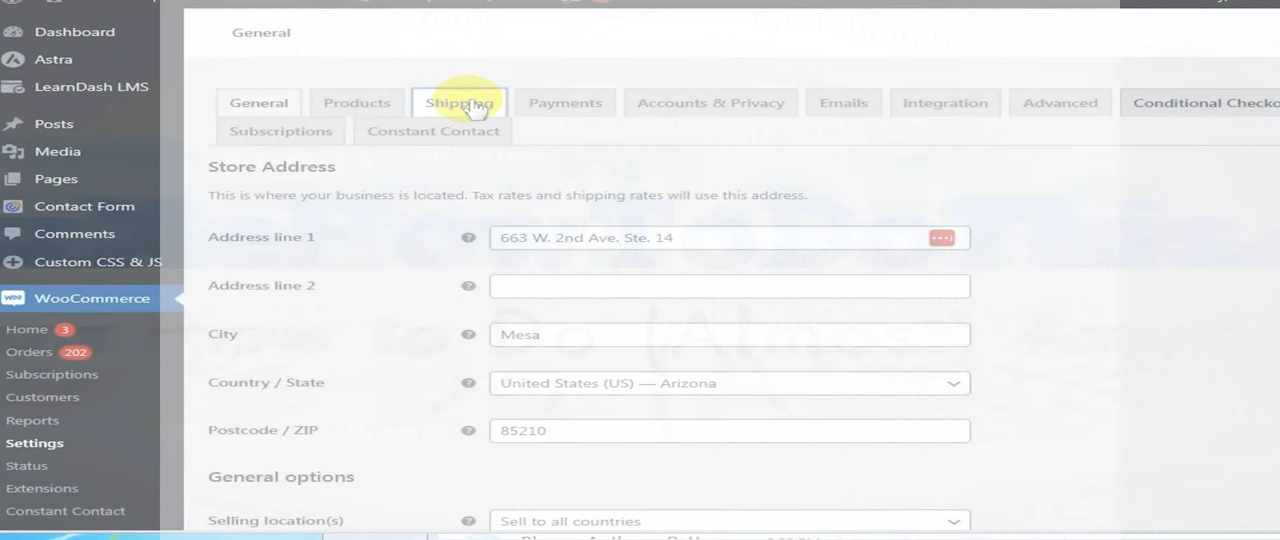 Dashboard
Astra
LearnDash LMS
Posts
Media
Pages
Contact Form
Comments
Custom CSS & JS
WooCommerce
Home 3
Orders 202
Subscriptions
Customers
Reports
Settings
Status
Extensions
Constant Contact
General
General Products Shipping Payments Accounts & Privacy Emails Integration Advanced Conditional Checko
Subscriptions Constant Contact
Store Address
This is where your business is located. Tax rates and shipping rates will use this address.
Address line 1 663 W. 2nd Ave. Ste. 14
Address line 2
City Mesa
Country / State United States (US) — Arizona
Postcode / ZIP 85210
General options
Selling location(s) Sell to all countries